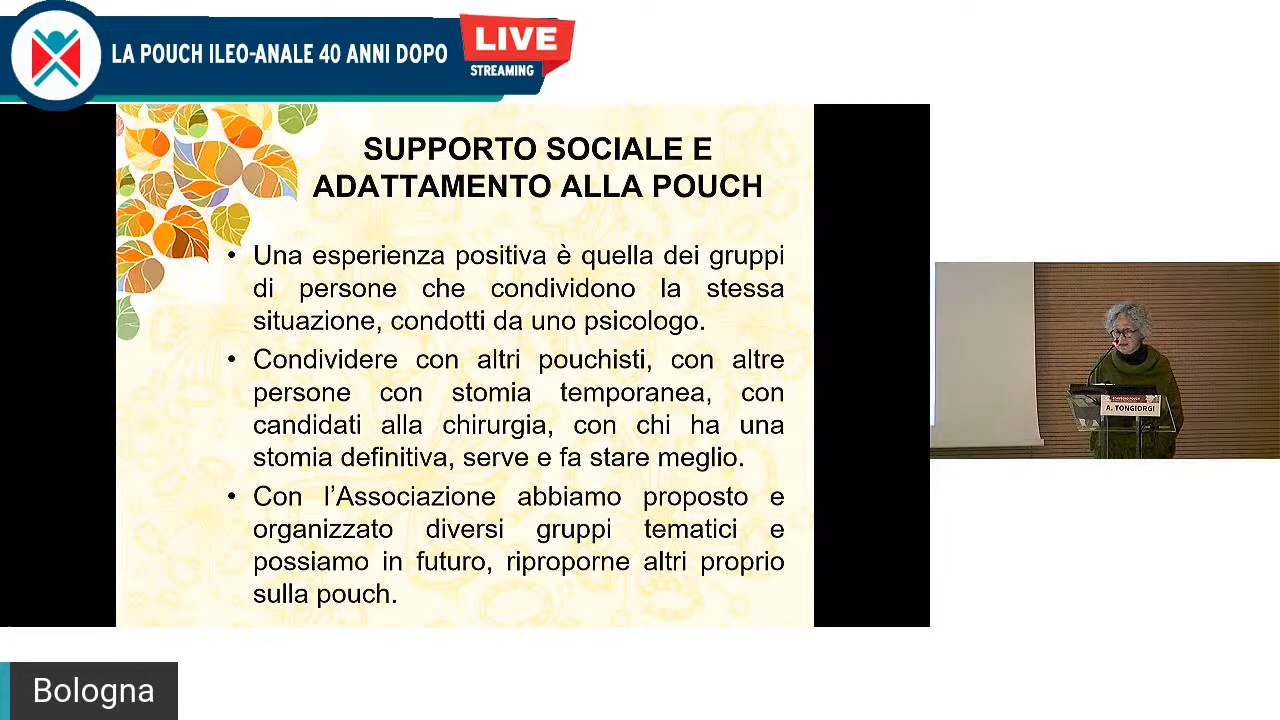 LA POUCH ILEO-ANALE 40 ANNI DOPO
LIVE
STREAMING
SUPPORTO SOCIALE E
ADATTAMENTO ALLA POUCH
• Una esperienza positiva è quella dei gruppi
di persone che condividono la stessa
situazione, condotti da uno psicologo.
• Condividere con altri pouchisti, con altre
persone con stomia temporanea, con
candidati alla chirurgia, con chi ha una
stomia definitiva, serve e fa stare meglio.
• Con l’Associazione abbiamo proposto e
organizzato diversi gruppi tematici e
possiamo in futuro, riproporne altri proprio
sulla pouch.
A. TONGIORGI
Bologna